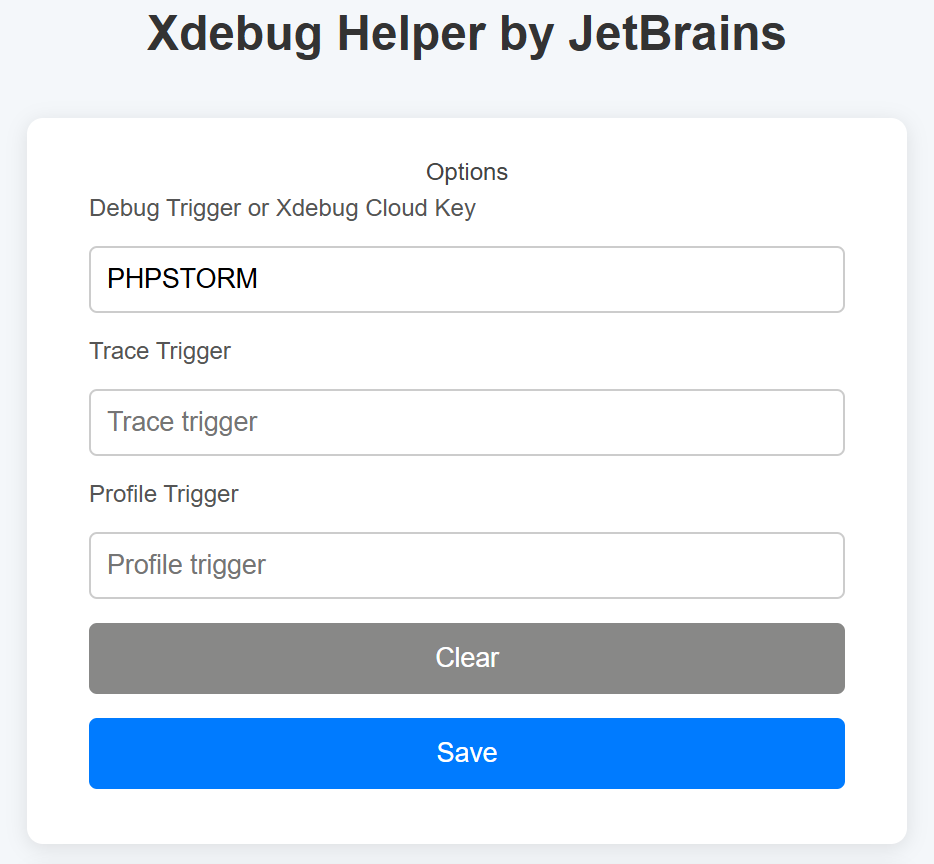 Xdebug Helper by JetBrains
Options
Debug Trigger or Xdebug Cloud Key
PHPSTORM
Trace Trigger
Trace trigger
Profile Trigger
Profile trigger
Clear
Save